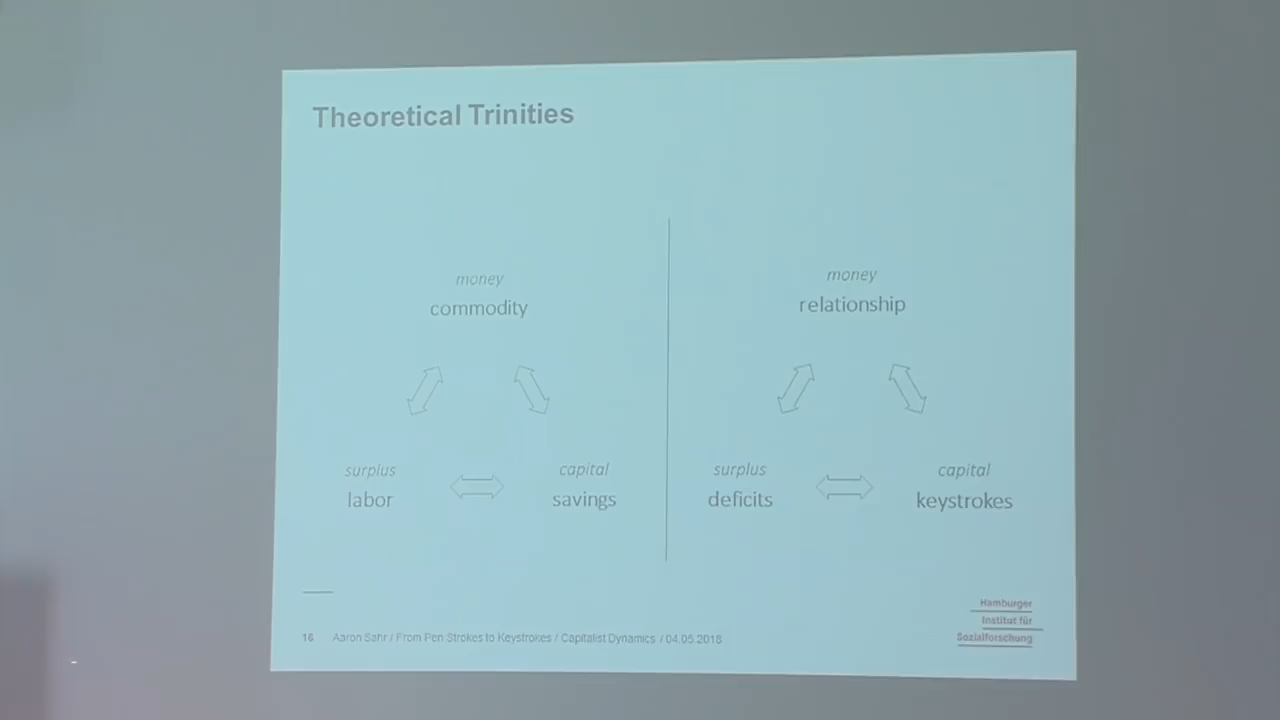 Theoretical Trinities
money
commodity
surplus
labor
capital
savings
money
relationship
surplus
deficits
capital
keystrokes
16 Aaron Sahr / From Pen Strokes to Keystrokes / Capitalist Dynamics / 04.05.2018
Hamburger
Institut für
Sozialforschung